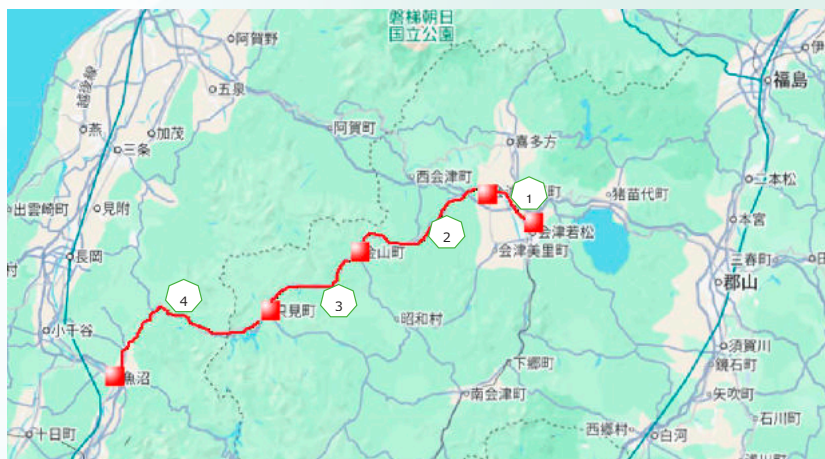 磐梯朝日
国立公園
阿賀野
五泉
越後線
燕
加茂
三条
阿賀町
喜多方
福島
西会津町
町
1
猪苗代町
二本松
出雲崎町
見附
会津若松
本宮
2
会津美里町
長岡
金山町
三春町
郡山
4
3
只見町
昭和村
小千谷
須賀川
鏡石町
下郷町
魚沼
南会津町
矢吹町
石川町
十日町
西郷村
白河